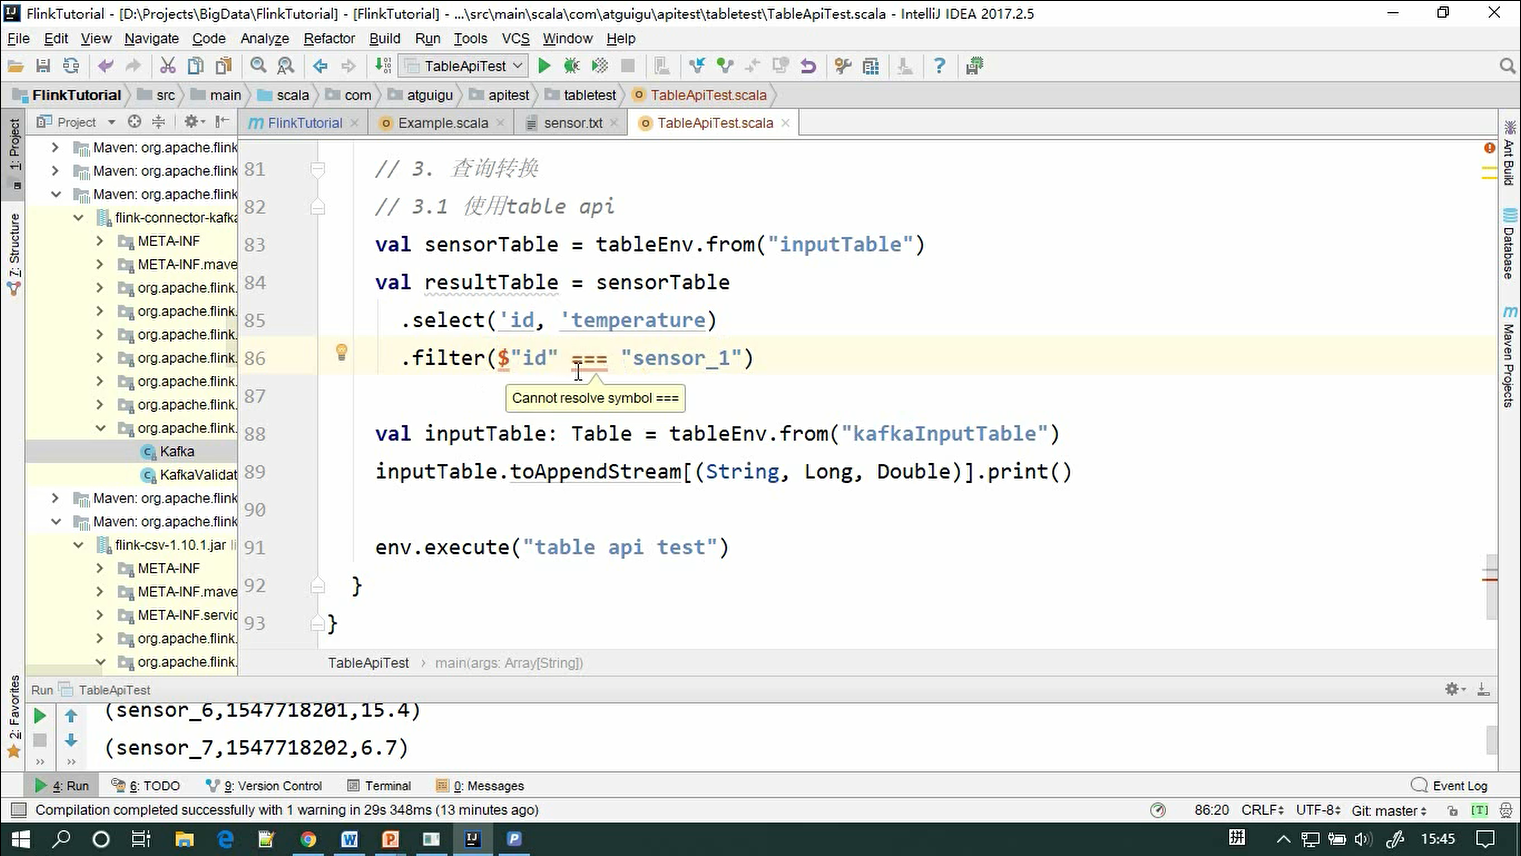 FlinkTutorial - [D:\Projects\BigData\FlinkTutorial] - [FlinkTutorial] - ...\src\main\scala\com\atguigu\apitest\tabletest\TableApiTest.scala - IntelliJ IDEA 2017.2.5
File Edit View Navigate Code Analyze Refactor Build Run Tools VCS Window Help
TableApiTest
FlinkTutorial src main scala com atguigu apitest tabletest TableApiTest.scala
Project
FlinkTutorial Example.scala sensor.txt TableApiTest.scala
1: Project
7: Structure
2: Favorites
Maven: org.apache.flink
Maven: org.apache.flink
Maven: org.apache.flink
flink-connector-kafka
META-INF
META-INF.mave
org.apache.flink.
org.apache.flink.
org.apache.flink.
org.apache.flink.
org.apache.flink.
org.apache.flink.
org.apache.flink.
Kafka
KafkaValidat
Maven: org.apache.flink
Maven: org.apache.flink
flink-csv-1.10.1.jar
META-INF
META-INF.mave
META-INF.servic
org.apache.flink.
org.apache.flink.
81 // 3. 查询转换
82 // 3.1 使用table api
83 val sensorTable = tableEnv.from("inputTable")
84 val resultTable = sensorTable
85 .select('id, 'temperature)
86 .filter($"id" === "sensor_1")
Cannot resolve symbol ===
87
88 val inputTable: Table = tableEnv.from("kafkaInputTable")
89 inputTable.toAppendStream[(String, Long, Double)].print()
90
91 env.execute("table api test")
92 }
93 }
TableApiTest main(args: Array[String])
Ant Build
Database
Maven Projects
Run TableApiTest
(sensor_6,1547718201,15.4)
(sensor_7,1547718202,6.7)
4: Run 6: TODO 9: Version Control Terminal 0: Messages Event Log
Compilation completed successfully with 1 warning in 29s 348ms (13 minutes ago) 86:20 CRLF UTF-8 Git: master [T]
拼 15:45